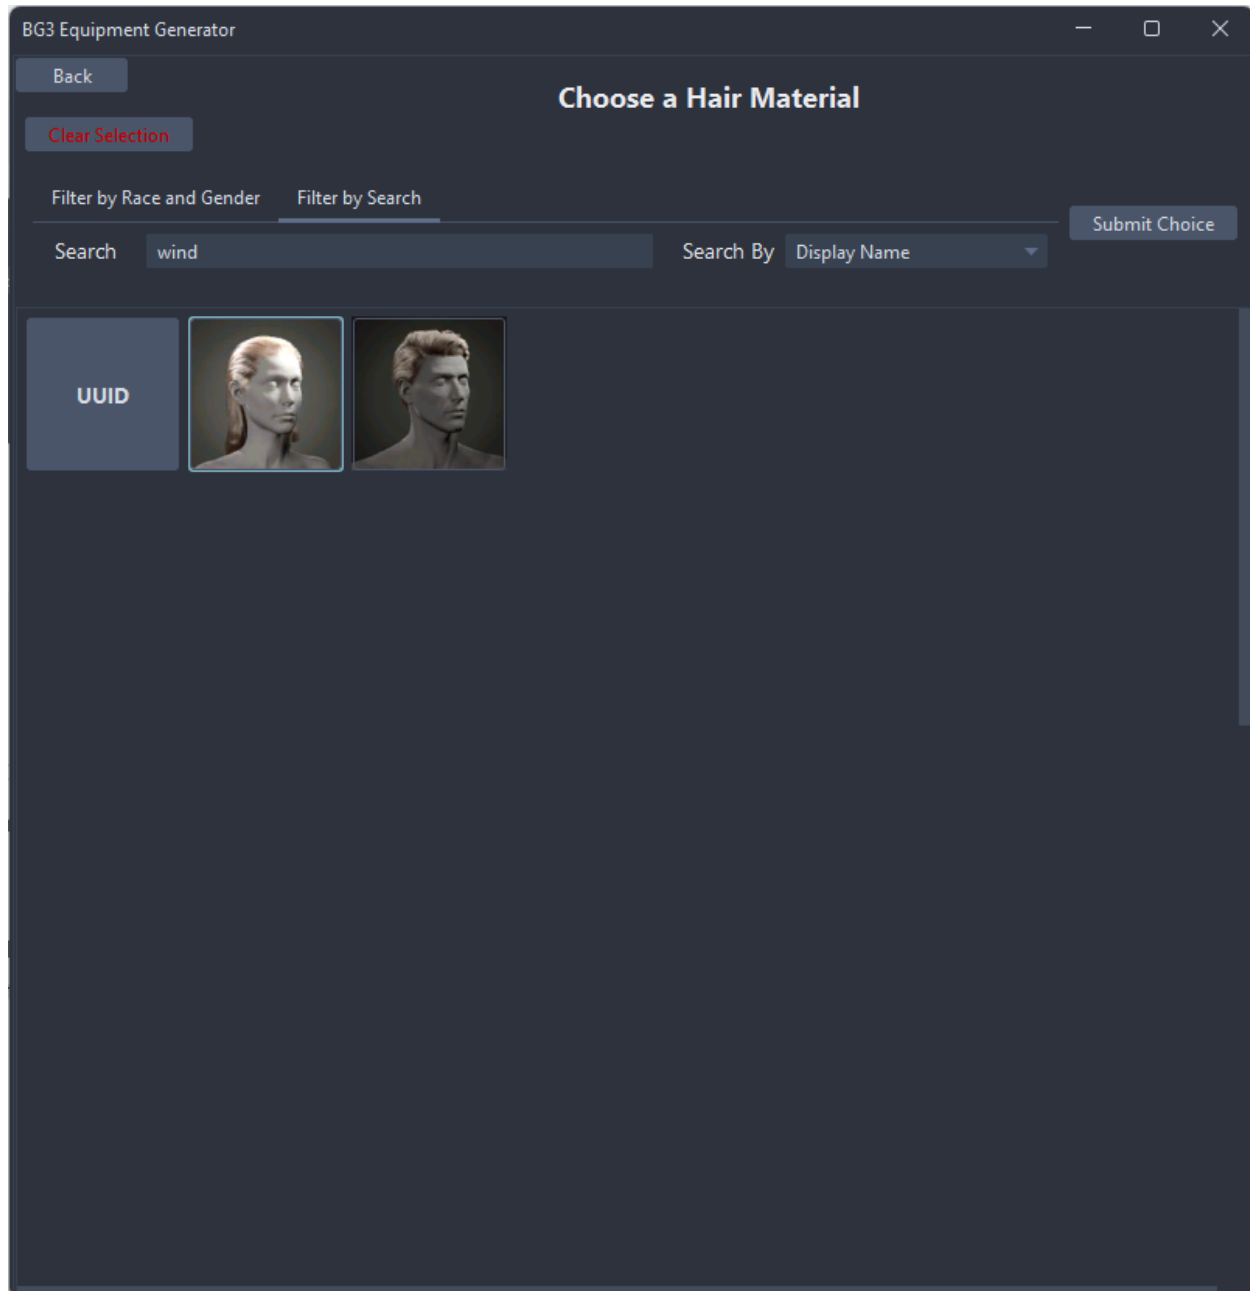 BG3 Equipment Generator
Back
Choose a Hair Material
Clear Selection
Filter by Race and Gender
Filter by Search
Submit Choice
Search
wind
Search By
Display Name
UUID